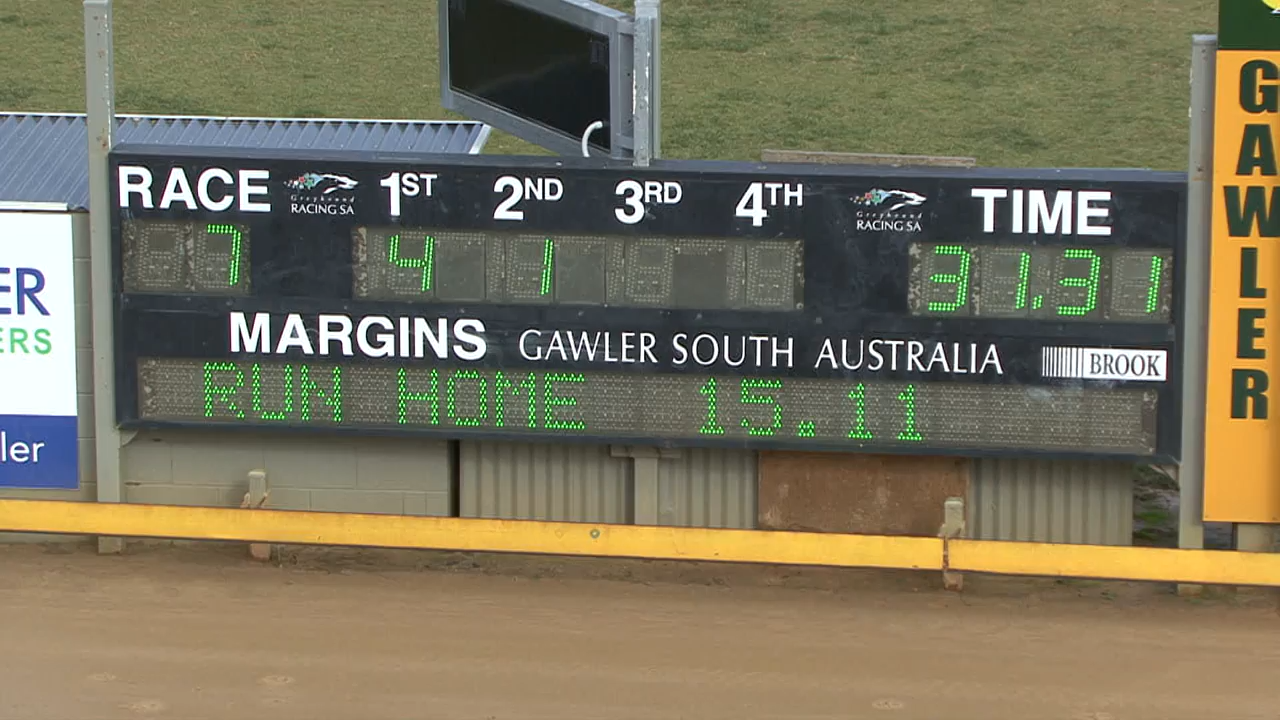 RACE 1ST 2ND 3RD 4TH TIME
Greyhound
RACING SA
Greyhound
RACING SA
7 4 1 31.31
MARGINS GAWLER SOUTH AUSTRALIA BROOK
RUN HOME 15.11
ER
ERS
ler
GAWLER